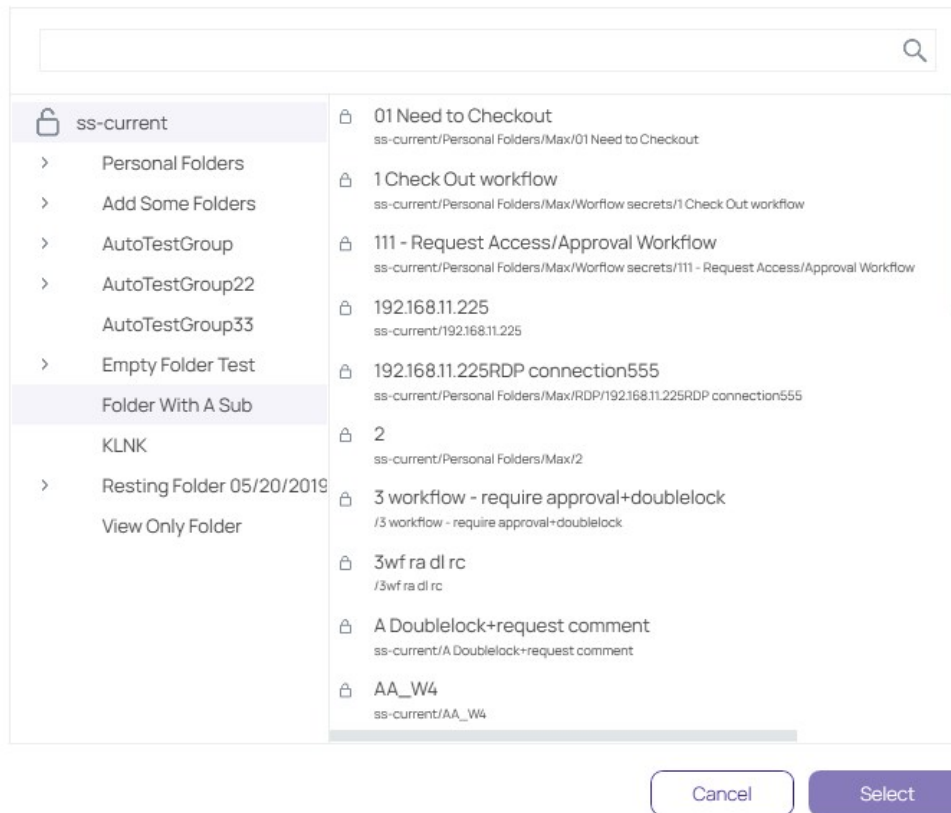 ss-current
Personal Folders
Add Some Folders
AutoTestGroup
AutoTestGroup22
AutoTestGroup33
Empty Folder Test
Folder With A Sub
KLNK
Resting Folder 05/20/2019
View Only Folder
01 Need to Checkout
ss-current/Personal Folders/Max/01 Need to Checkout
1 Check Out workflow
ss-current/Personal Folders/Max/Worflow secrets/1 Check Out workflow
111 - Request Access/Approval Workflow
ss-current/Personal Folders/Max/Worflow secrets/111 - Request Access/Approval Workflow
192.168.11.225
ss-current/192.168.11.225
192.168.11.225RDP connection555
ss-current/Personal Folders/Max/RDP/192.168.11.225RDP connection555
2
ss-current/Personal Folders/Max/2
3 workflow - require approval+doublelock
/3 workflow - require approval+doublelock
3wf ra dl rc
/3wf ra dl rc
A Doublelock+request comment
ss-current/A Doublelock+request comment
AA_W4
ss-current/AA_W4
Cancel
Select